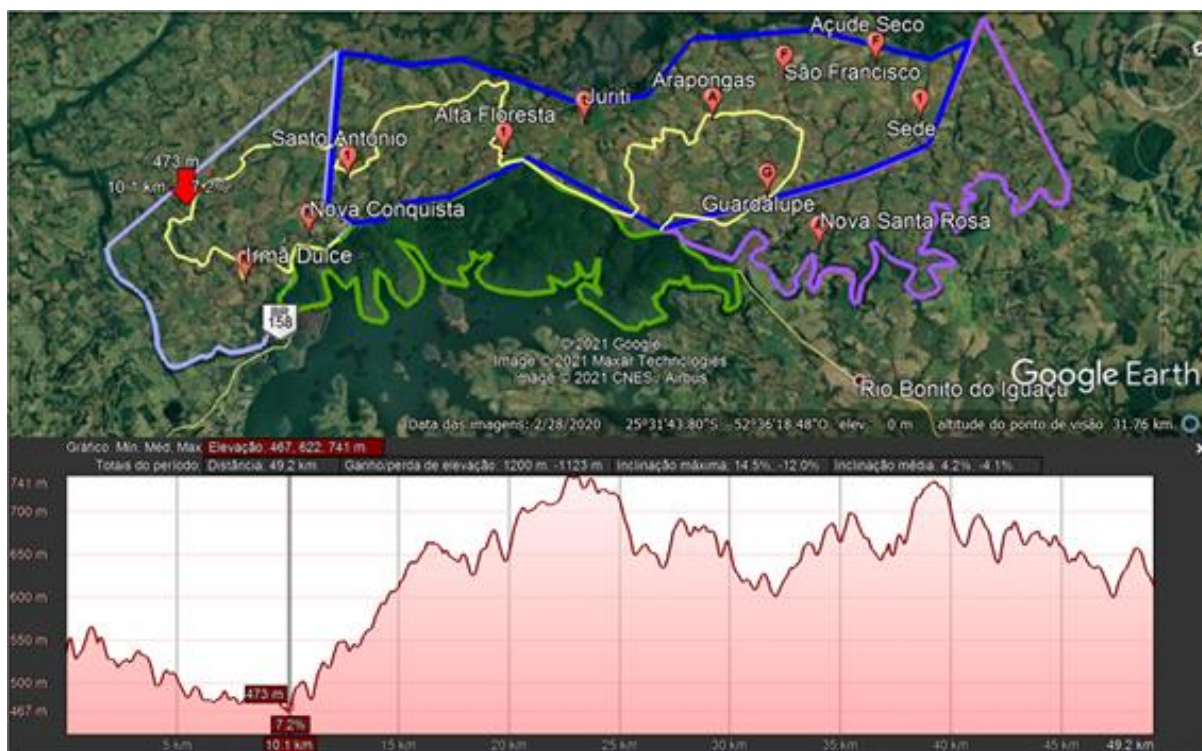 Açude Seco
São Francisco
Arapongas
Juriti
Alta Floresta
Sede
Santo Antonio
473 m
10.1 km 7.2%
Guadalupe
Nova Conquista
Nova Santa Rosa
Irmã Dulce
BR
158
© 2021 Google
Image © 2021 Maxar Technologies
Image © 2021 CNES / Airbus
Google Earth
Rio Bonito do Iguaçu
Data das imagens: 2/28/2020 25°31'43.80"S -52°36'18.48"O elev. 0 m altitude do ponto de visão 31.76 km
Gráfico Mín. Méd. Máx Elevação: 467, 622, 741 m
Totais do período: Distância: 49.2 km Ganho/perda de elevação: 1200 m, -1123 m Inclinação máxima: 14.5%, -12.0% Inclinação média: 4.2%, -4.1%
741 m
700 m
650 m
600 m
550 m
500 m
467 m
473 m
7.2%
5 km 10.1 km 15 km 20 km 25 km 30 km 35 km 40 km 45 km 49.2 km